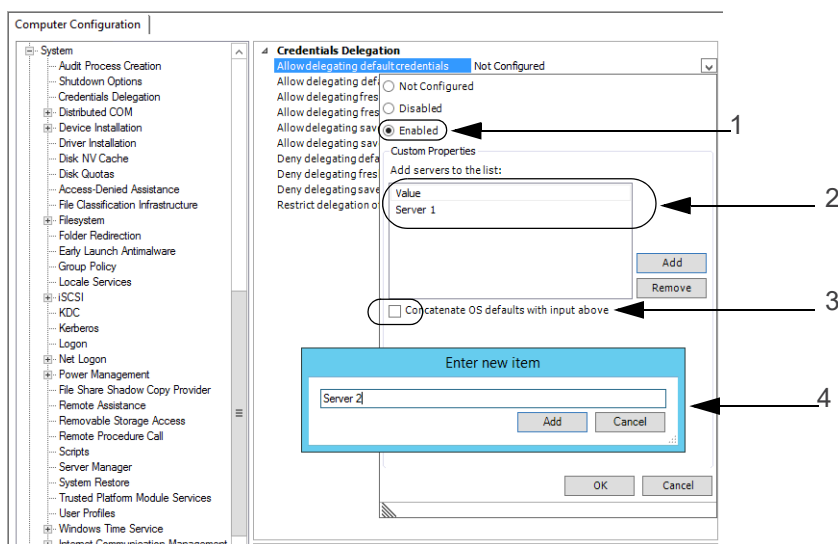 Computer Configuration
System
Audit Process Creation
Shutdown Options
Credentials Delegation
Distributed COM
Device Installation
Driver Installation
Disk NV Cache
Disk Quotas
Access-Denied Assistance
File Classification Infrastructure
Filesystem
Folder Redirection
Early Launch Antimalware
Group Policy
Locale Services
iSCSI
KDC
Kerberos
Logon
Net Logon
Power Management
File Share Shadow Copy Provider
Remote Assistance
Removable Storage Access
Remote Procedure Call
Scripts
Server Manager
System Restore
Trusted Platform Module Services
User Profiles
Windows Time Service
Internet Communication Management
Credentials Delegation
Allow delegating default credentials Not Configured
Allow delegating defa
Allow delegating fres
Allow delegating fres
Allow delegating sav
Allow delegating sav
Deny delegating defa
Deny delegating fres
Deny delegating save
Restrict delegation o
Not Configured
Disabled
Enabled
1
Custom Properties
Add servers to the list:
Value
Server 1
2
Add
Remove
Concatenate OS defaults with input above
3
Enter new item
Server 2
Add Cancel
4
OK Cancel